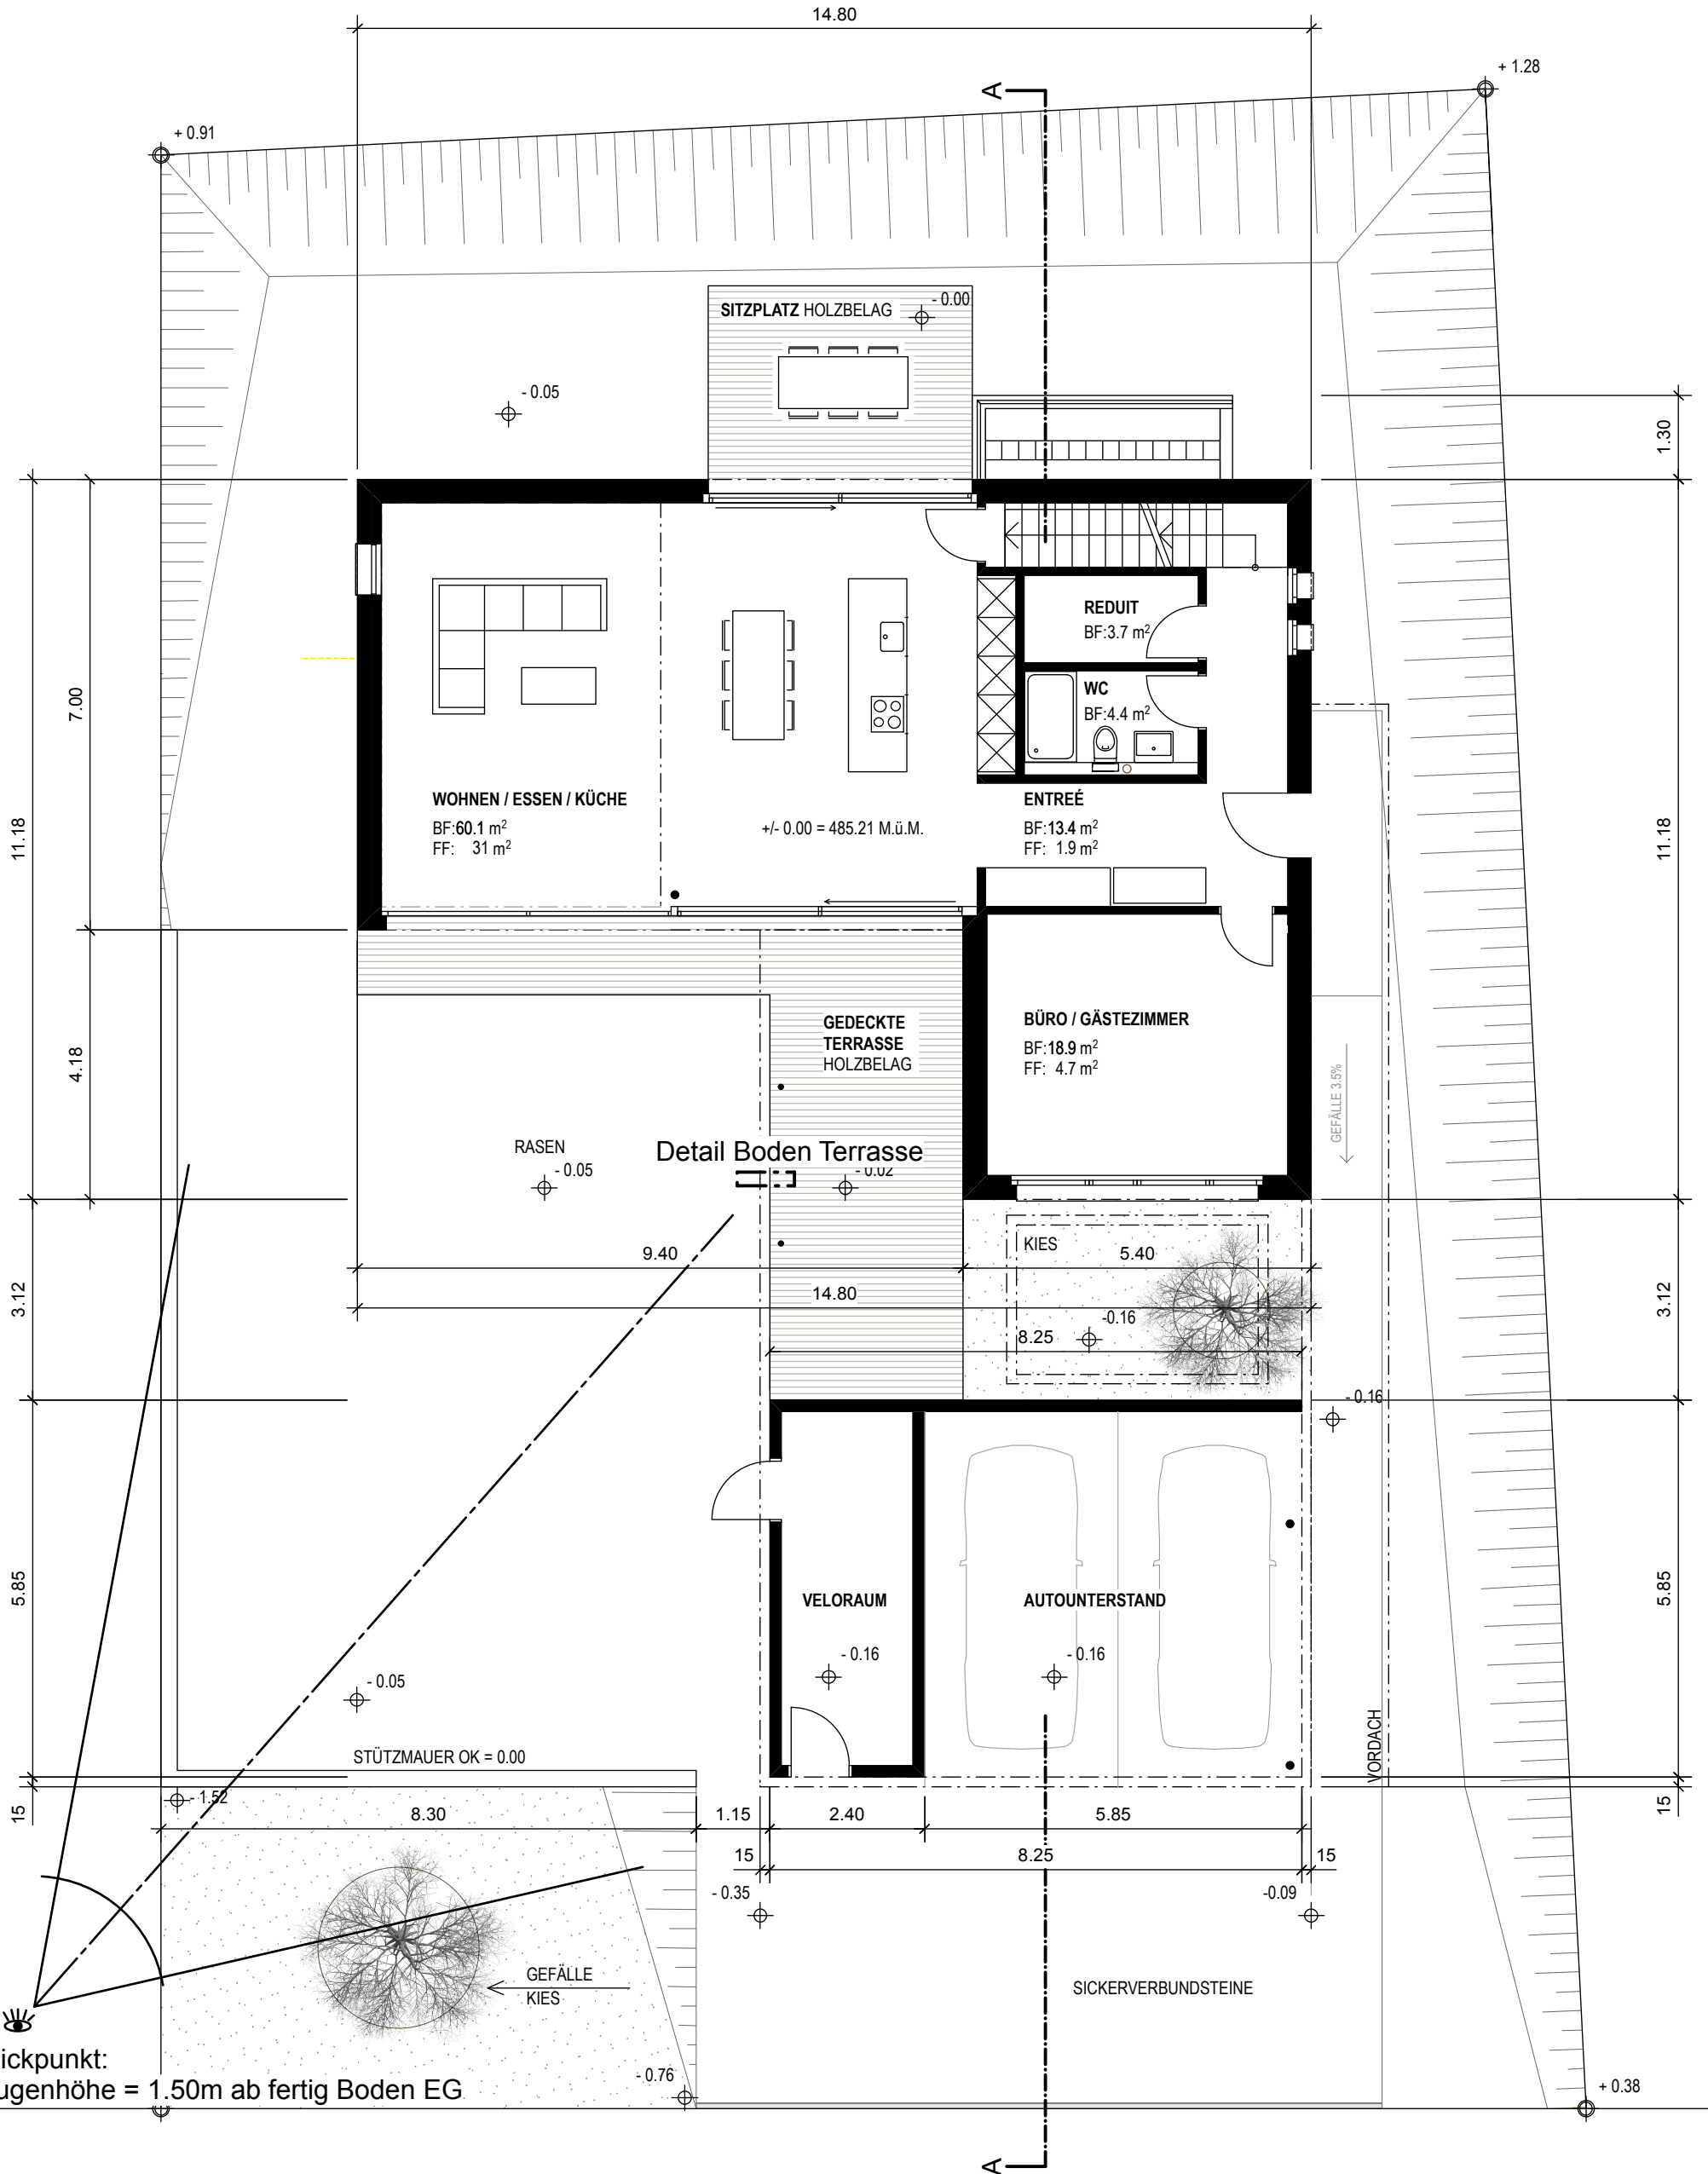 14.80
+ 1.28
A
+ 0.91
SITZPLATZ HOLZBELAG
- 0.00
- 0.05
1.30
REDUIT
BF:3.7 m²
WC
BF:4.4 m²
7.00
11.18
11.18
WOHNEN / ESSEN / KÜCHE
BF:60.1 m²
FF: 31 m²
+/- 0.00 = 485.21 M.ü.M.
ENTREÉ
BF:13.4 m²
FF: 1.9 m²
4.18
GEDECKTE
TERRASSE
HOLZBELAG
BÜRO / GÄSTEZIMMER
BF:18.9 m²
FF: 4.7 m²
GEFÄLLE 3.5%
RASEN
- 0.05
Detail Boden Terrasse
- 0.02
KIES
9.40
5.40
3.12
3.12
14.80
-0.16
8.25
- 0.16
5.85
5.85
VELORAUM
AUTOUNTERSTAND
- 0.16
- 0.16
- 0.05
VORDACH
STÜTZMAUER OK = 0.00
15
15
- 1.52
8.30
1.15
2.40
5.85
15
8.25
15
- 0.35
-0.09
GEFÄLLE
KIES
SICKERVERBUNDSTEINE
ickpunkt:
ugenhöhe = 1.50m ab fertig Boden EG
- 0.76
+ 0.38
A